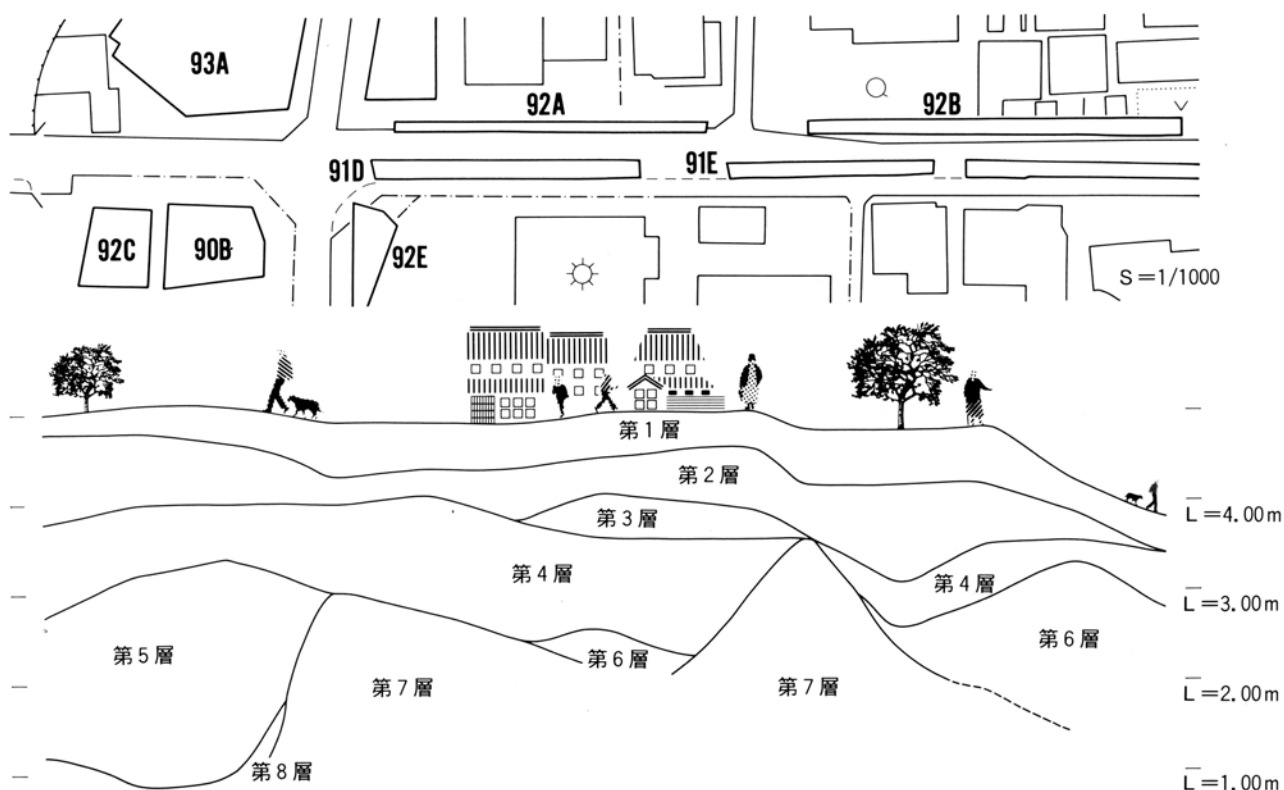 93A
92A
92B
91D
91E
92C
90B
92E
S=1/1000
第1層
第2層
第3層
L=4.00m
第4層
第4層
L=3.00m
第5層
第6層
第6層
第7層
第7層
L=2.00m
第8層
L=1.00m